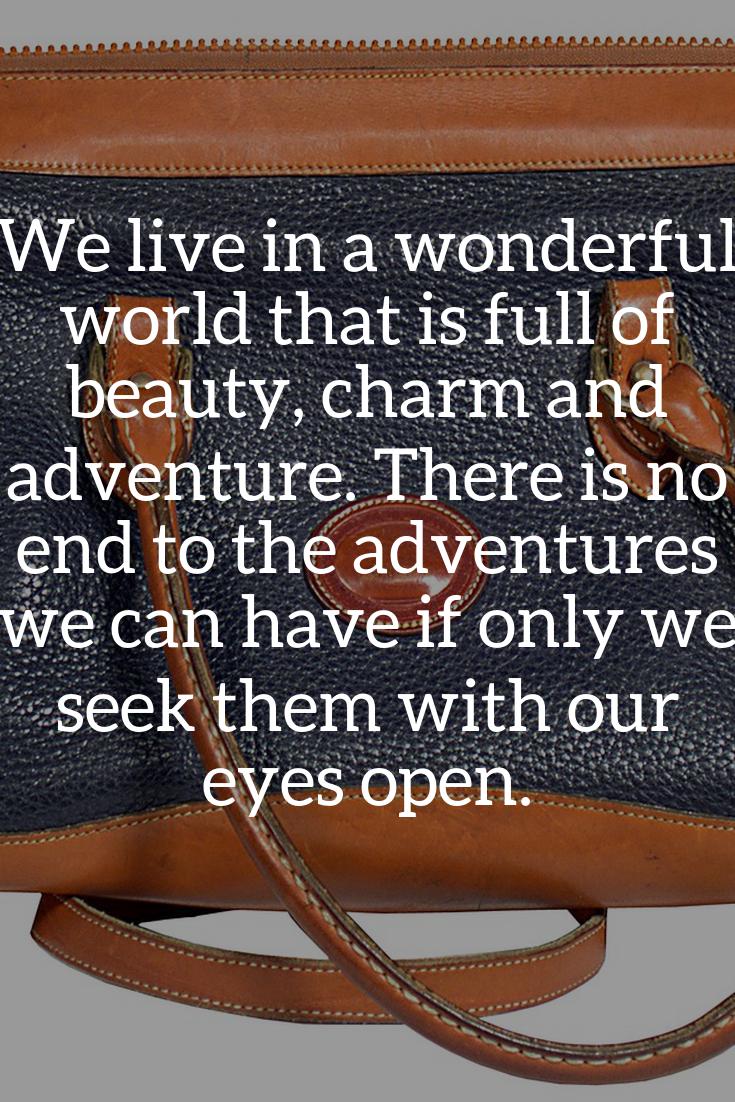 We live in a wonderful
world that is full of
beauty, charm and
adventure. There is no
end to the adventures
we can have if only we
seek them with our
eyes open.